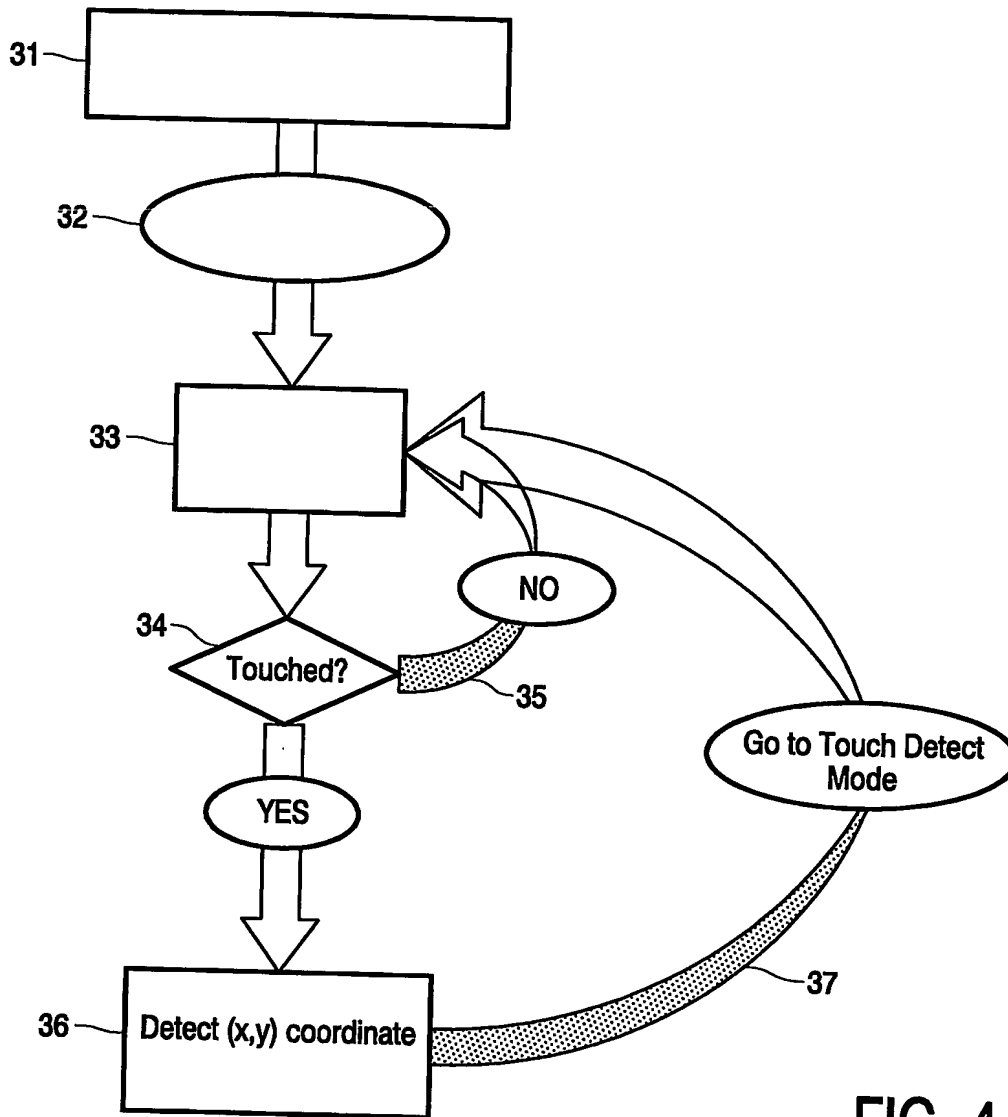 31
32
33
NO
34
Touched?
35
Go to Touch Detect
Mode
YES
37
36
Detect (x,y) coordinate
FIG. 4